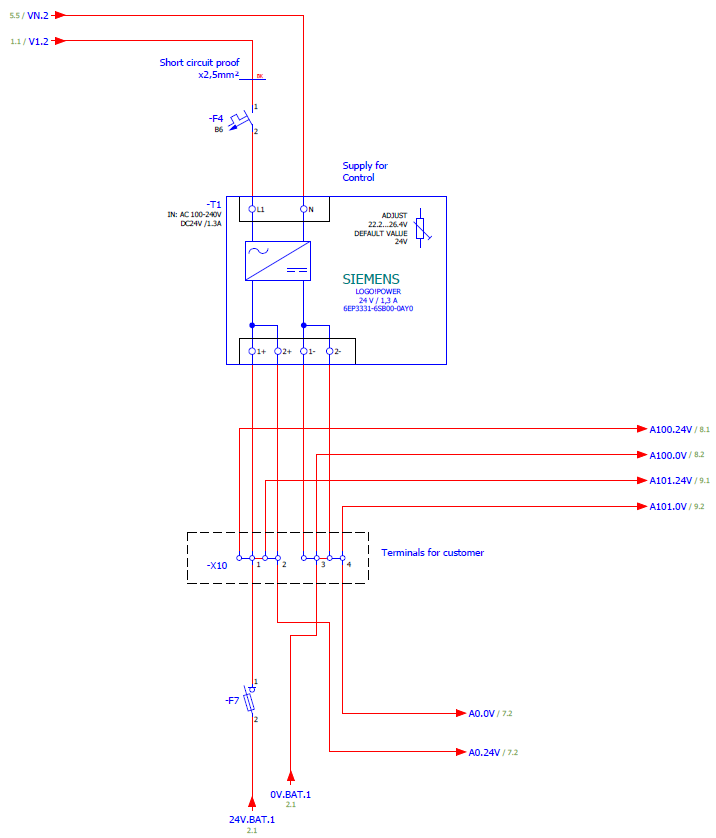 5.5 / VN.2
1.1 / V1.2
Short circuit proof
x2,5mm²
BK
1
-F4
B6
2
Supply for
Control
-T1
IN: AC 100-240V
DC24V /1.3A
L1
N
ADJUST
22.2...26.4V
DEFAULT VALUE
24V
SIEMENS
LOGO!POWER
24 V / 1,3 A
6EP3331-6SB00-0AY0
1+ 2+ 1- 2-
A100.24V / 8.1
A100.0V / 8.2
A101.24V / 9.1
A101.0V / 9.2
Terminals for customer
-X10 1 2 3 4
1
-F7
2
A0.0V / 7.2
A0.24V / 7.2
0V.BAT.1
2.1
24V.BAT.1
2.1